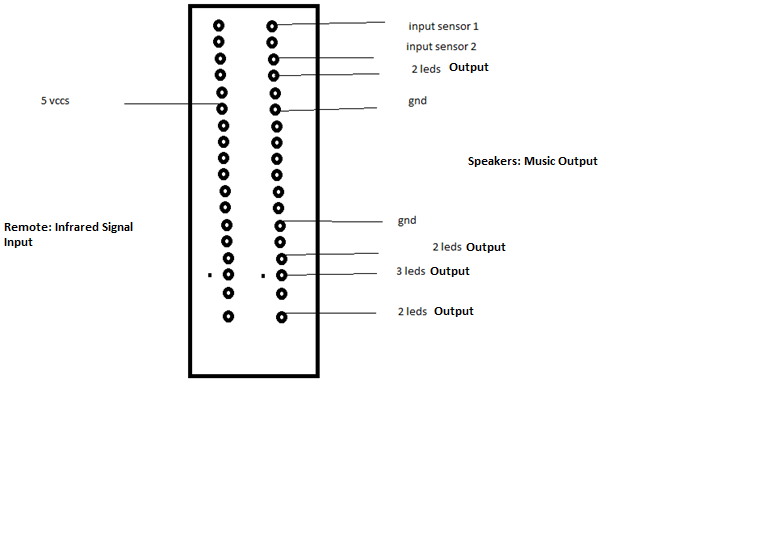 input sensor 1
input sensor 2
2 leds Output
5 vccs
gnd
Speakers: Music Output
gnd
Remote: Infrared Signal
Input
2 leds Output
3 leds Output
2 leds Output